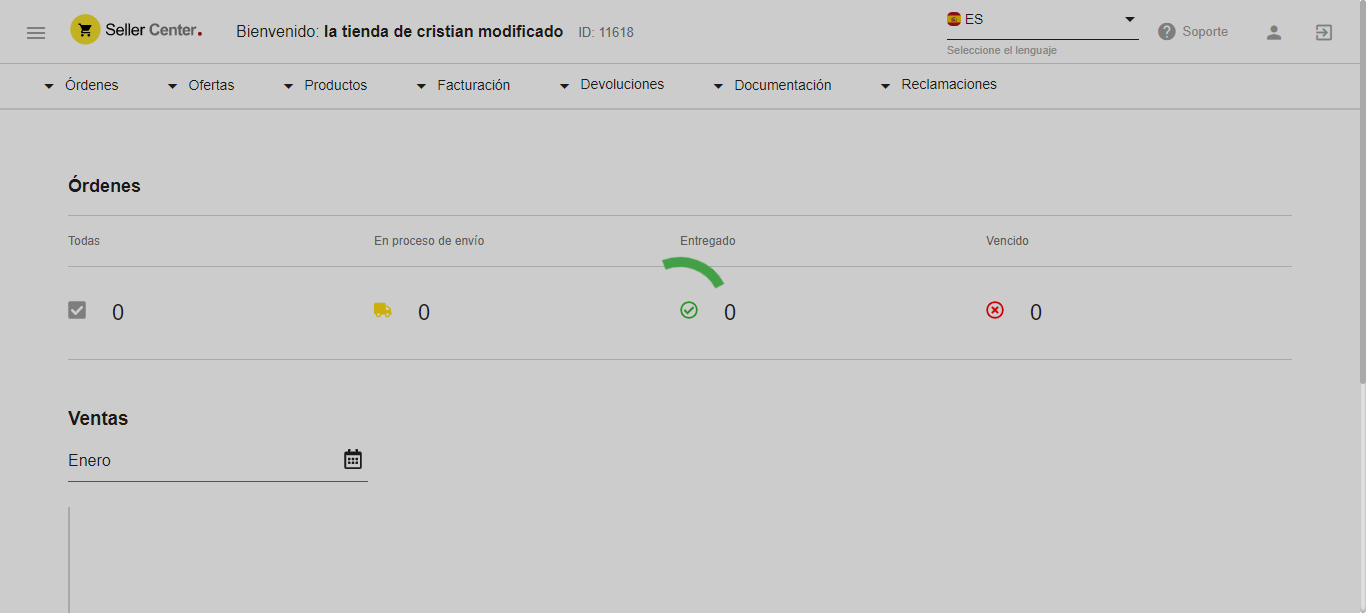 Seller Center.
Bienvenido: la tienda de cristian modificado ID: 11618
ES
Seleccione el lenguaje
Soporte
Órdenes
Ofertas
Productos
Facturación
Devoluciones
Documentación
Reclamaciones
Órdenes
Todas
En proceso de envío
Entregado
Vencido
0
0
0
0
Ventas
Enero